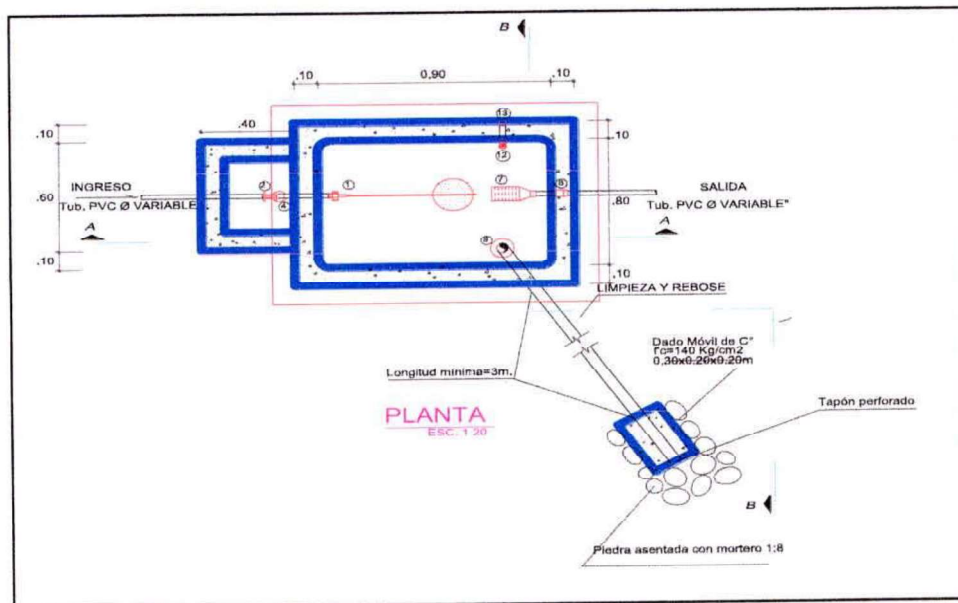 B
,10
0,90
,10
,10
.40
,10
INGRESO
.60
Tub. PVC Ø VARIABLE
A
,10
13
12
7
8
2
4
1
9
SALIDA
.80
Tub. PVC Ø VARIABLE"
A
,10
LIMPIEZA Y REBOSE
Dado Móvil de C°
f'c=140 Kg/cm2
0,30x0,20x0,20m
Longitud mínima=3m.
Tapón perforado
PLANTA
ESC. 1:20
B
Piedra asentada con mortero 1:8